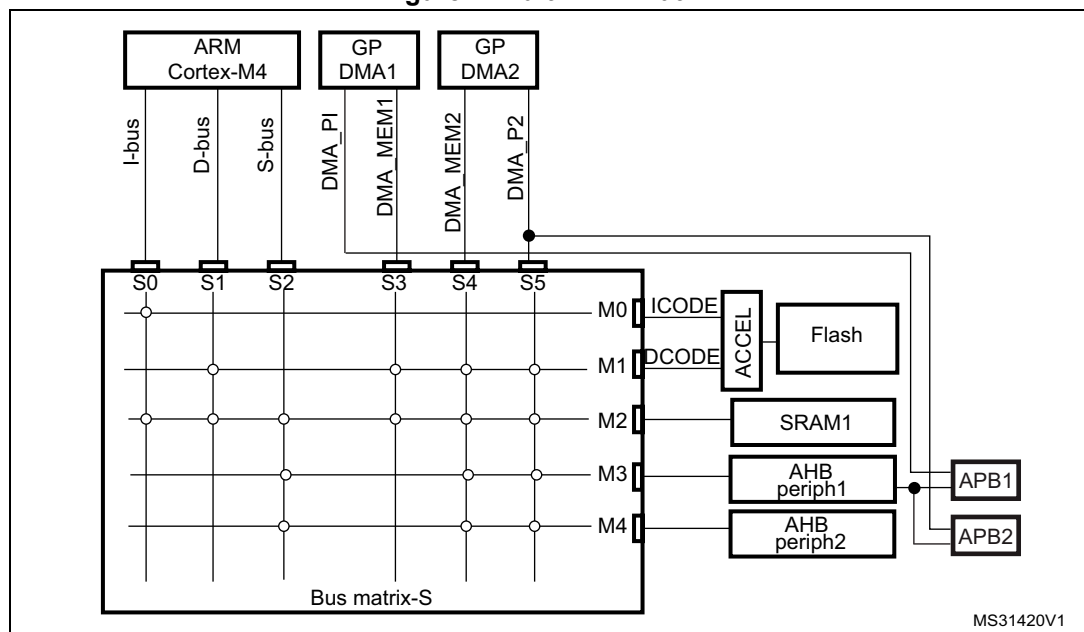 ARM
Cortex-M4
GP
DMA1
GP
DMA2
I-bus
D-bus
S-bus
DMA_PI
DMA_MEM1
DMA_MEM2
DMA_P2
S0 S1 S2 S3 S4 S5
M0 ICODE
M1 DCODE
ACCEL
Flash
M2 SRAM1
M3 AHB
periph1
APB1
M4 AHB
periph2
APB2
Bus matrix-S
MS31420V1